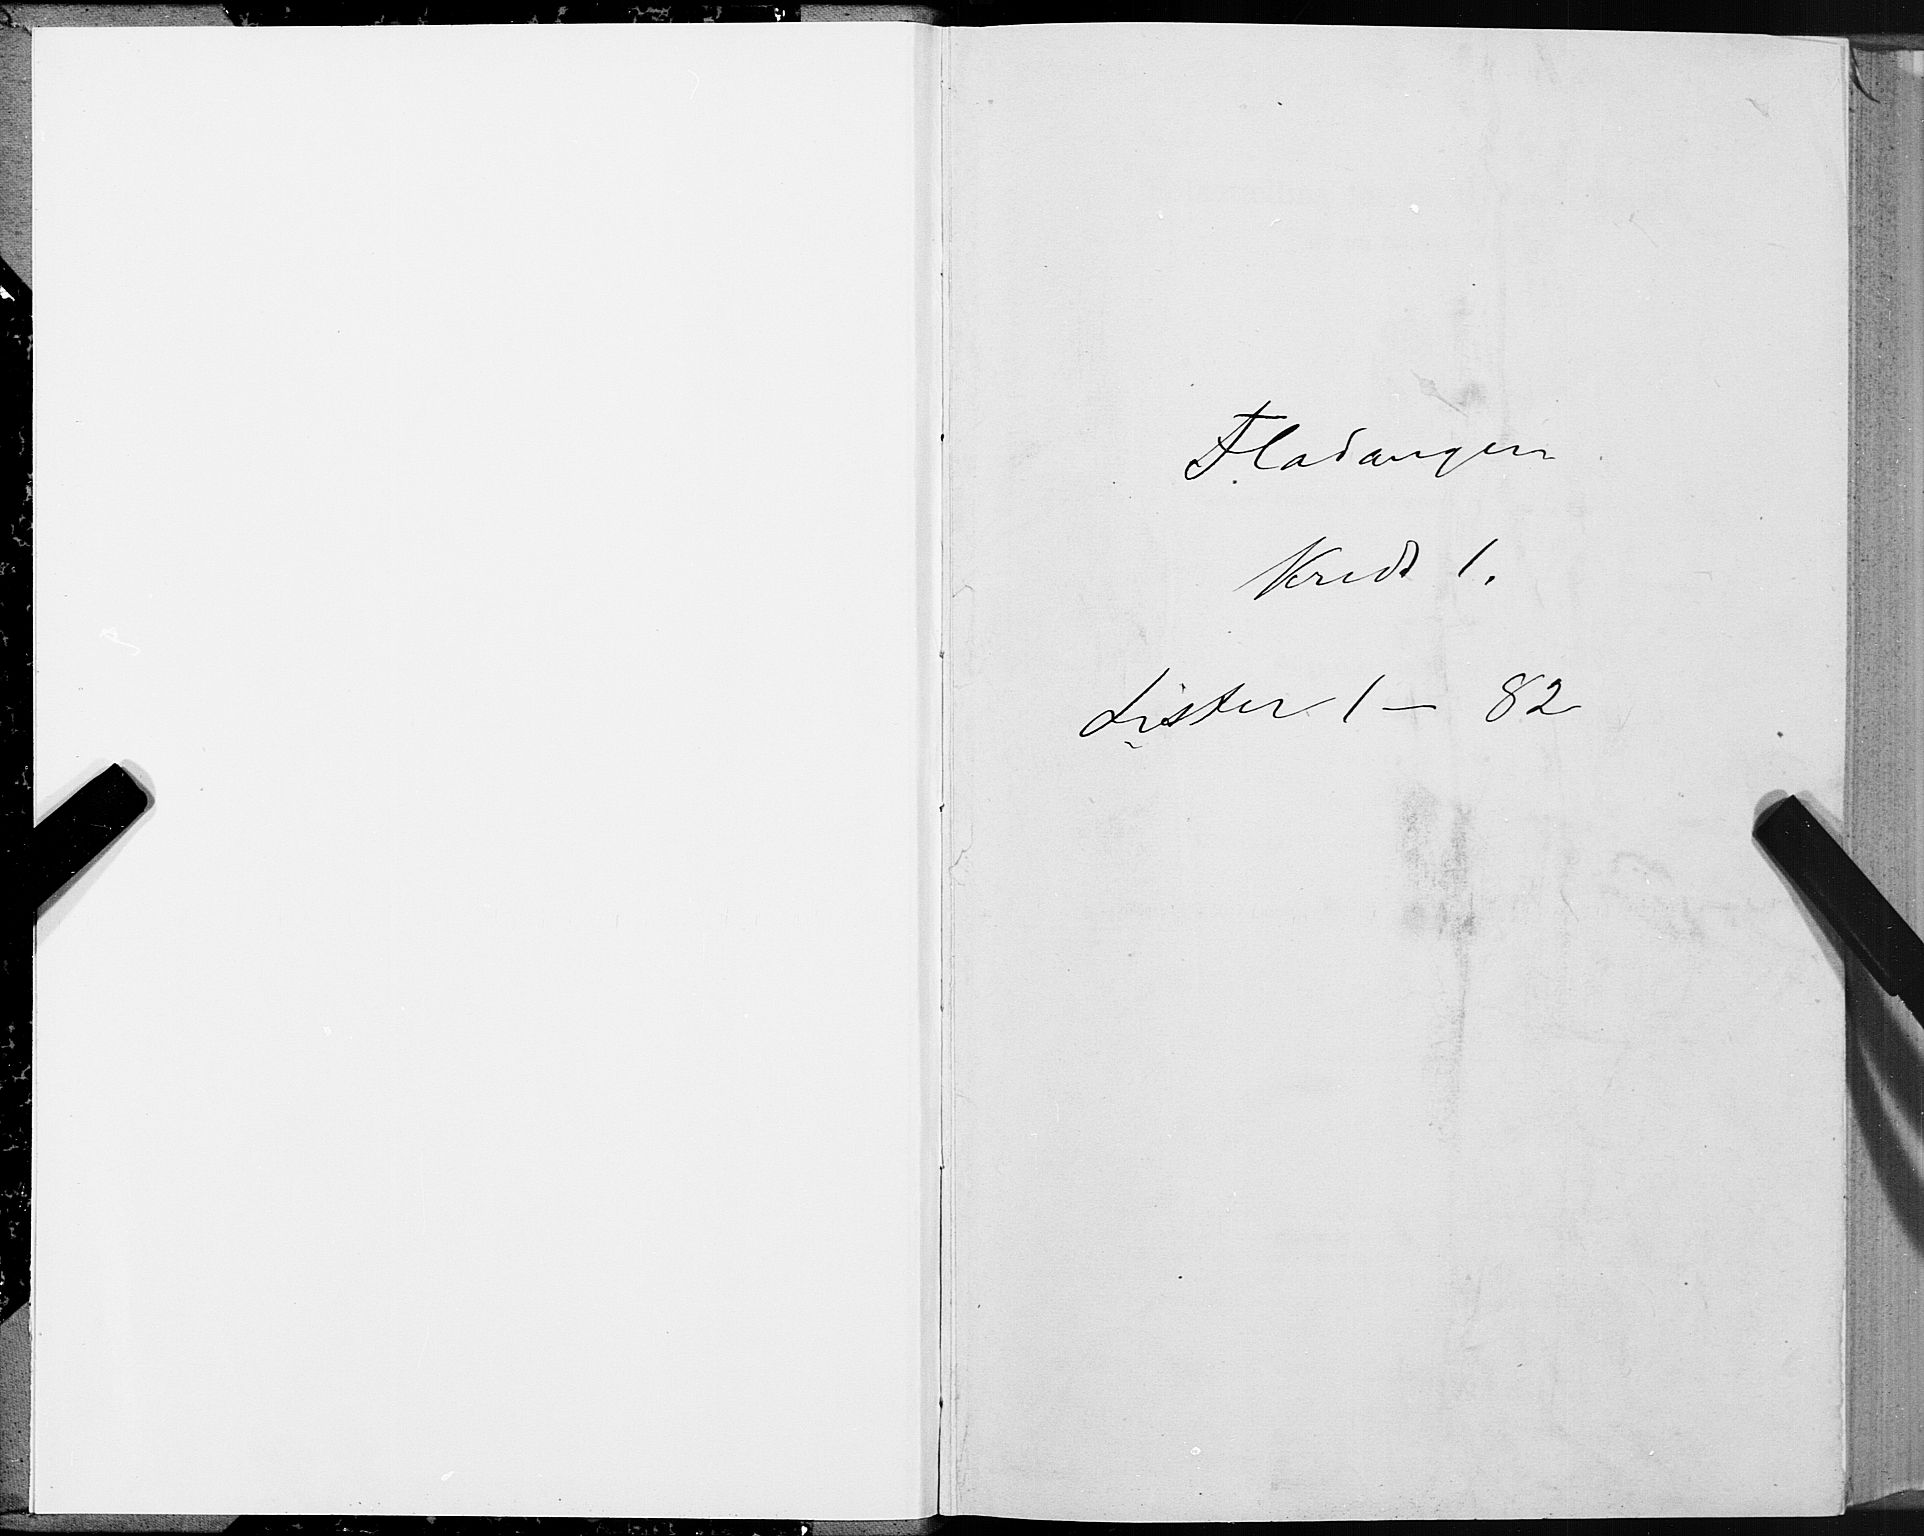 Fladangen
Kreds 1.
Lister 1 — 82